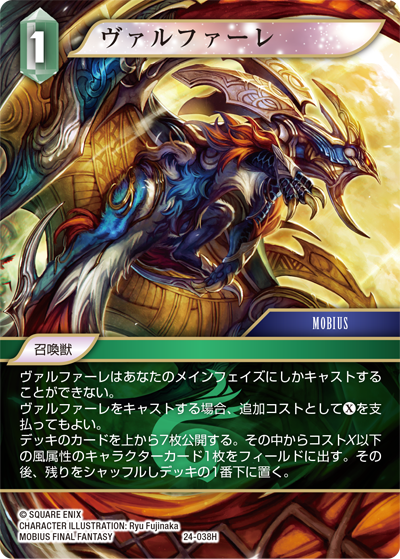 1
ヴァルファーレ
MOBIUS
召喚獣
ヴァルファーレはあなたのメインフェイズにしかキャストする
ことができない。
ヴァルファーレをキャストする場合、追加コストとしてⓍを支
払ってもよい。
デッキのカードを上から7枚公開する。その中からコストX以下
の風属性のキャラクターカード1枚をフィールドに出す。その
後、残りをシャッフルしデッキの1番下に置く。
© SQUARE ENIX
CHARACTER ILLUSTRATION: Ryu Fujinaka
MOBIUS FINAL FANTASY
24-038H